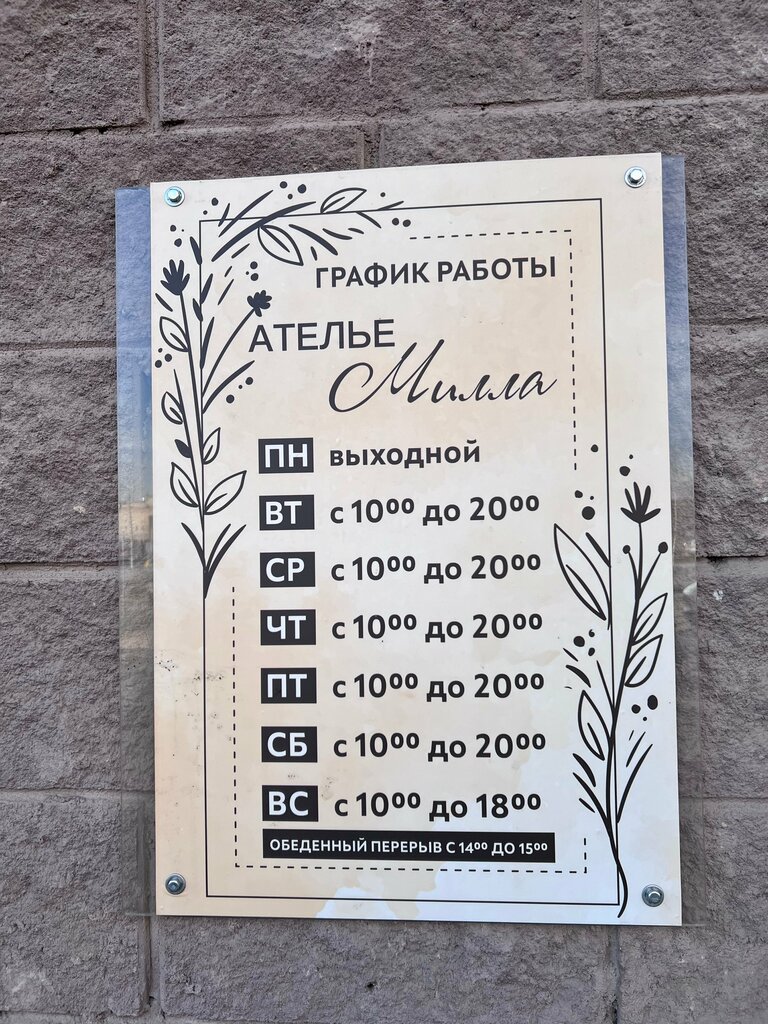 ГРАФИК РАБОТЫ
АТЕЛЬЕ
Милла
ПН выходной
ВТ с 10⁰⁰ до 20⁰⁰
СР с 10⁰⁰ до 20⁰⁰
ЧТ с 10⁰⁰ до 20⁰⁰
ПТ с 10⁰⁰ до 20⁰⁰
СБ с 10⁰⁰ до 20⁰⁰
ВС с 10⁰⁰ до 18⁰⁰
ОБЕДЕННЫЙ ПЕРЕРЫВ С 14⁰⁰ ДО 15⁰⁰